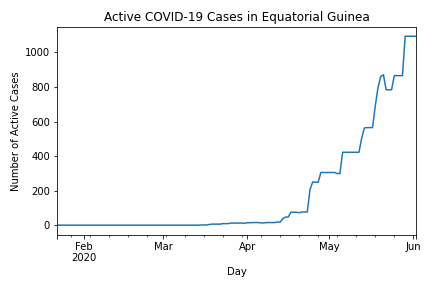 Active COVID-19 Cases in Equatorial Guinea
1000
800
600
400
200
0
Number of Active Cases
Feb
2020
Mar
Apr
May
Jun
Day